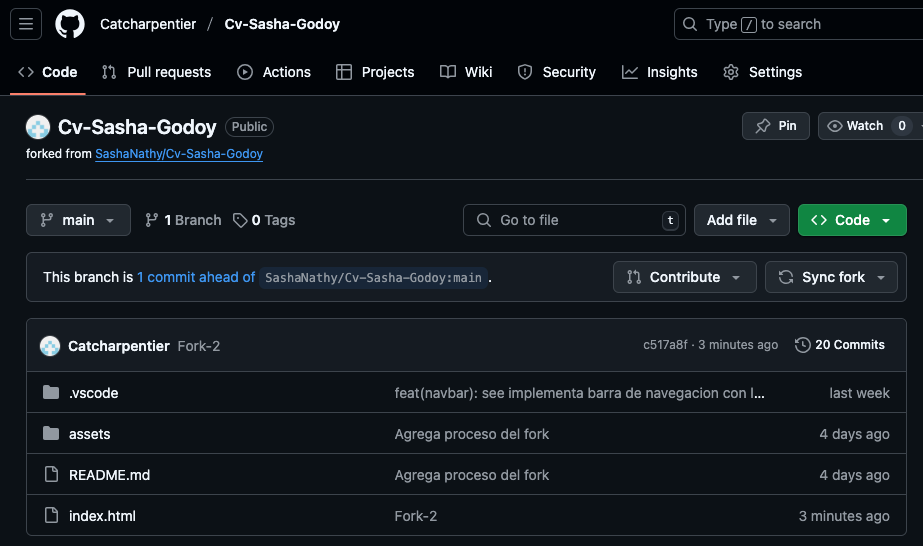 Catcharpentier / Cv-Sasha-Godoy
Type / to search
Code Pull requests Actions Projects Wiki Security Insights Settings
Cv-Sasha-Godoy Public
Pin Watch 0
forked from SashaNathy/Cv-Sasha-Godoy
main 1 Branch 0 Tags
Go to file t Add file Code
This branch is 1 commit ahead of SashaNathy/Cv-Sasha-Godoy:main.
Contribute Sync fork
Catcharpentier Fork-2 c517a8f · 3 minutes ago 20 Commits
.vscode feat(navbar): see implementa barra de navegacion con l... last week
assets Agrega proceso del fork 4 days ago
README.md Agrega proceso del fork 4 days ago
index.html Fork-2 3 minutes ago